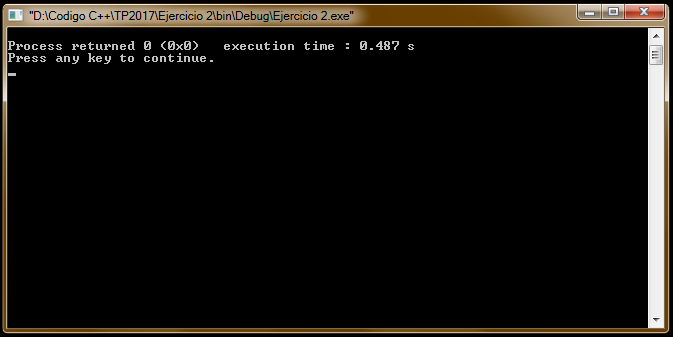 "D:\Codigo C++\TP2017\Ejercicio 2\bin\Debug\Ejercicio 2.exe"
Process returned 0 (0x0)   execution time : 0.487 s
Press any key to continue.